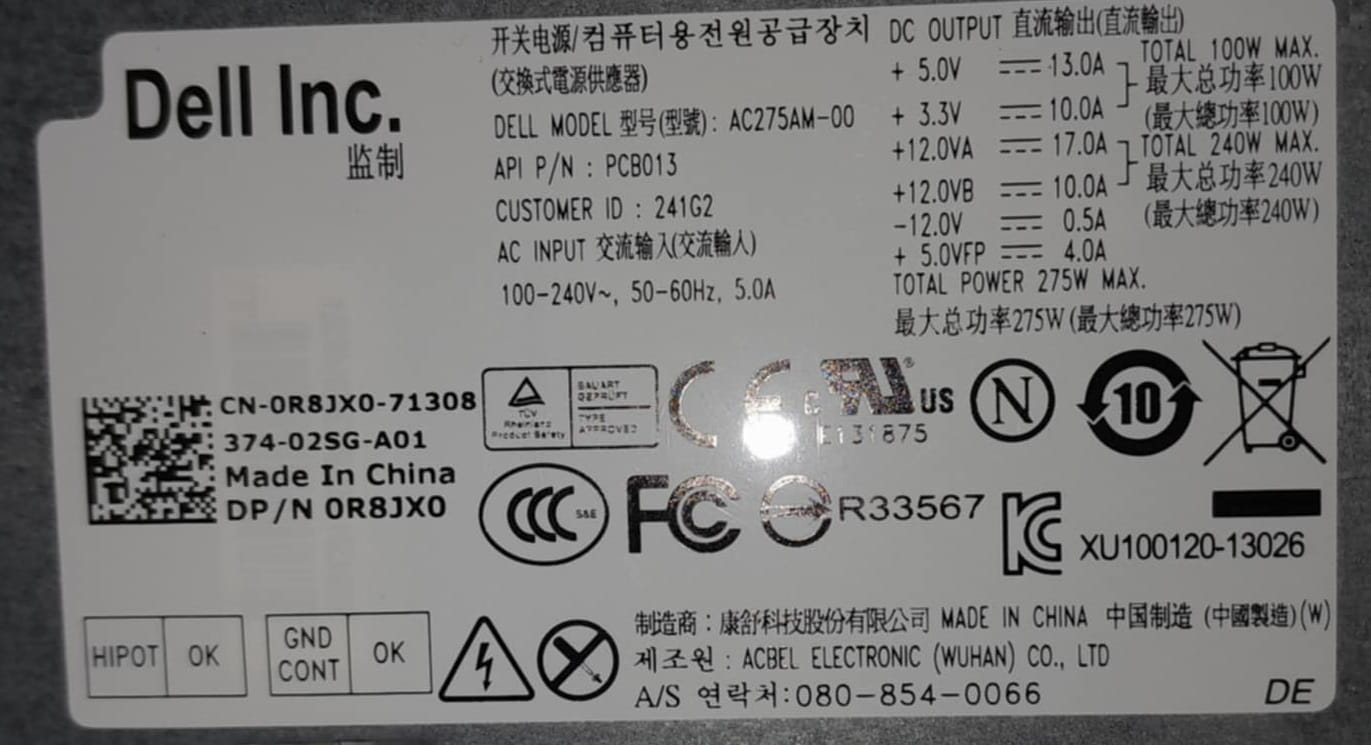 Dell Inc.
监制
开关电源/컴퓨터용전원공급장치
(交換式電源供應器)
DELL MODEL 型号(型號): AC275AM-00
API P/N : PCB013
CUSTOMER ID : 241G2
AC INPUT 交流输入(交流輸人)
100-240V~, 50-60Hz, 5.0A
DC OUTPUT 直流输出(直流輸出)
+ 5.0V 13.0A
+ 3.3V 10.0A
TOTAL 100W MAX.
最大总功率100W
(最大總功率100W)
+12.0VA 17.0A
+12.0VB 10.0A
TOTAL 240W MAX.
最大总功率240W
(最大總功率240W)
-12.0V 0.5A
+ 5.0VFP 4.0A
TOTAL POWER 275W MAX.
最大总功率275W (最大總功率275W)
CN-0R8JX0-71308
374-02SG-A01
Made In China
DP/N 0R8JX0
TÜV
Rheinland
Product Safety
BAUART
GEPRÜFT
TYPE
APPROVED
CE
c RU® US
E131875
N
10
CCC S&E
FC
R33567
KC
XU100120-13026
HIPOT OK
GND CONT OK
制造商：康舒科技股份有限公司 MADE IN CHINA 中国制造 (中國製造)(W)
제조원 : ACBEL ELECTRONIC (WUHAN) CO., LTD
A/S 연락처:080-854-0066
DE